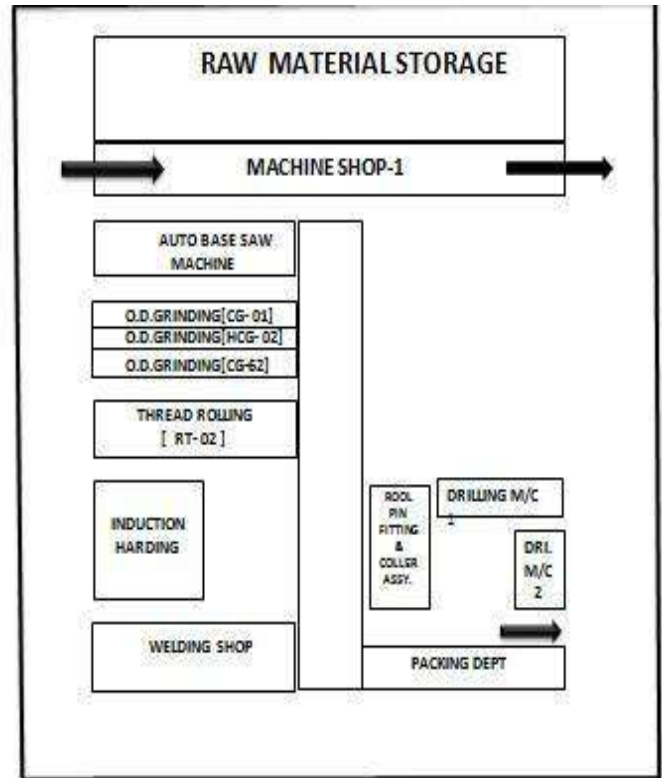 RAW MATERIAL STORAGE
MACHINE SHOP-1
AUTO BASE SAW
MACHINE
O.D.GRINDING[CG-01]
O.D.GRINDING[HCG-02]
O.D.GRINDING[CG-62]
THREAD ROLLING
[ RT-02 ]
INDUCTION
HARDING
WELDING SHOP
ROOL
PIN
FITTING
&
COLLER
ASSY.
DRILLING M/C
1
DRI.
M/C
2
PACKING DEPT